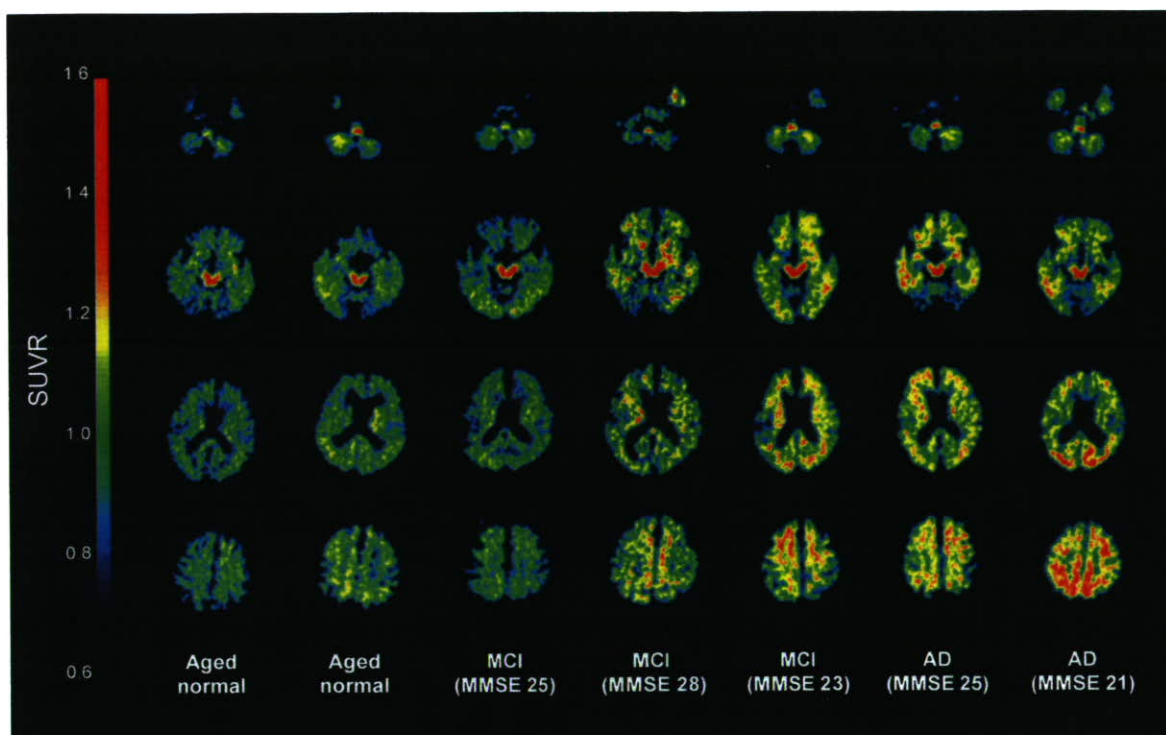 1 6
1 4
1 2
1 0
0 8
0 6
SUVR
Aged
normal
Aged
normal
MCI
(MMSE 25)
MCI
(MMSE 28)
MCI
(MMSE 23)
AD
(MMSE 25)
AD
(MMSE 21)